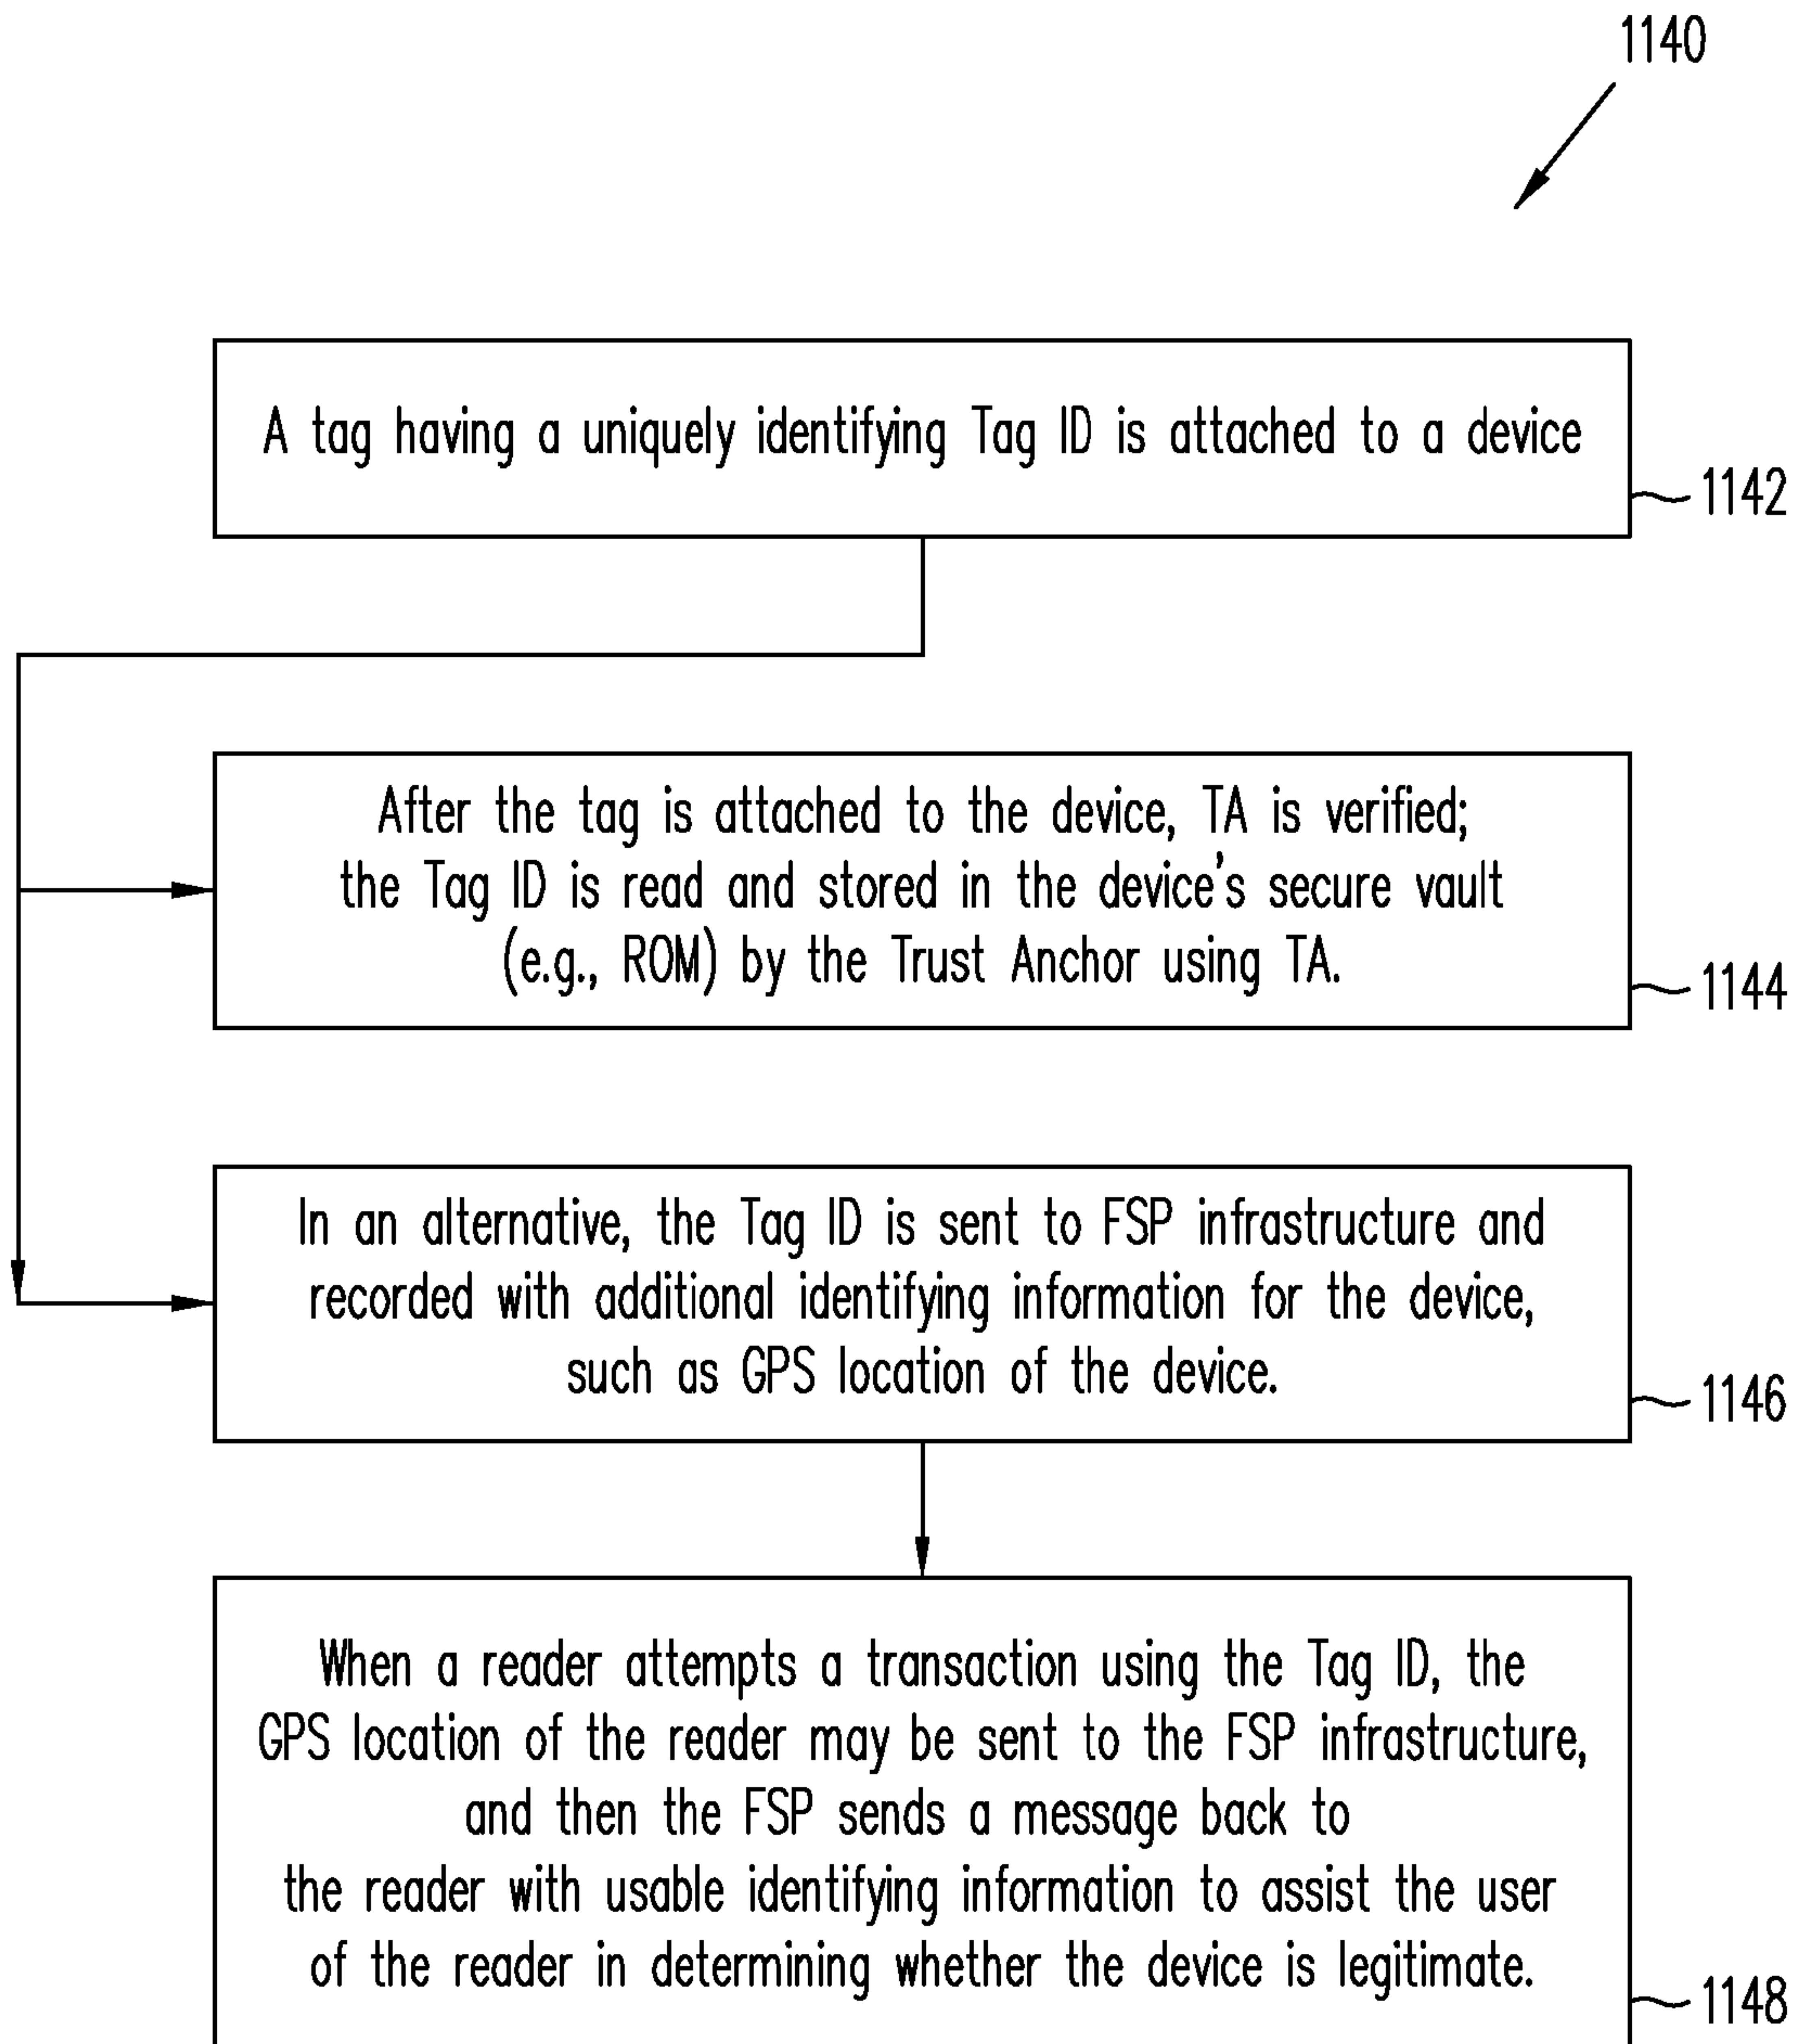 1140
A tag having a uniquely identifying Tag ID is attached to a device
1142
After the tag is attached to the device, TA is verified;
the Tag ID is read and stored in the device's secure vault
(e.g., ROM) by the Trust Anchor using TA.
1144
In an alternative, the Tag ID is sent to FSP infrastructure and
recorded with additional identifying information for the device,
such as GPS location of the device.
1146
When a reader attempts a transaction using the Tag ID, the
GPS location of the reader may be sent to the FSP infrastructure,
and then the FSP sends a message back to
the reader with usable identifying information to assist the user
of the reader in determining whether the device is legitimate.
1148